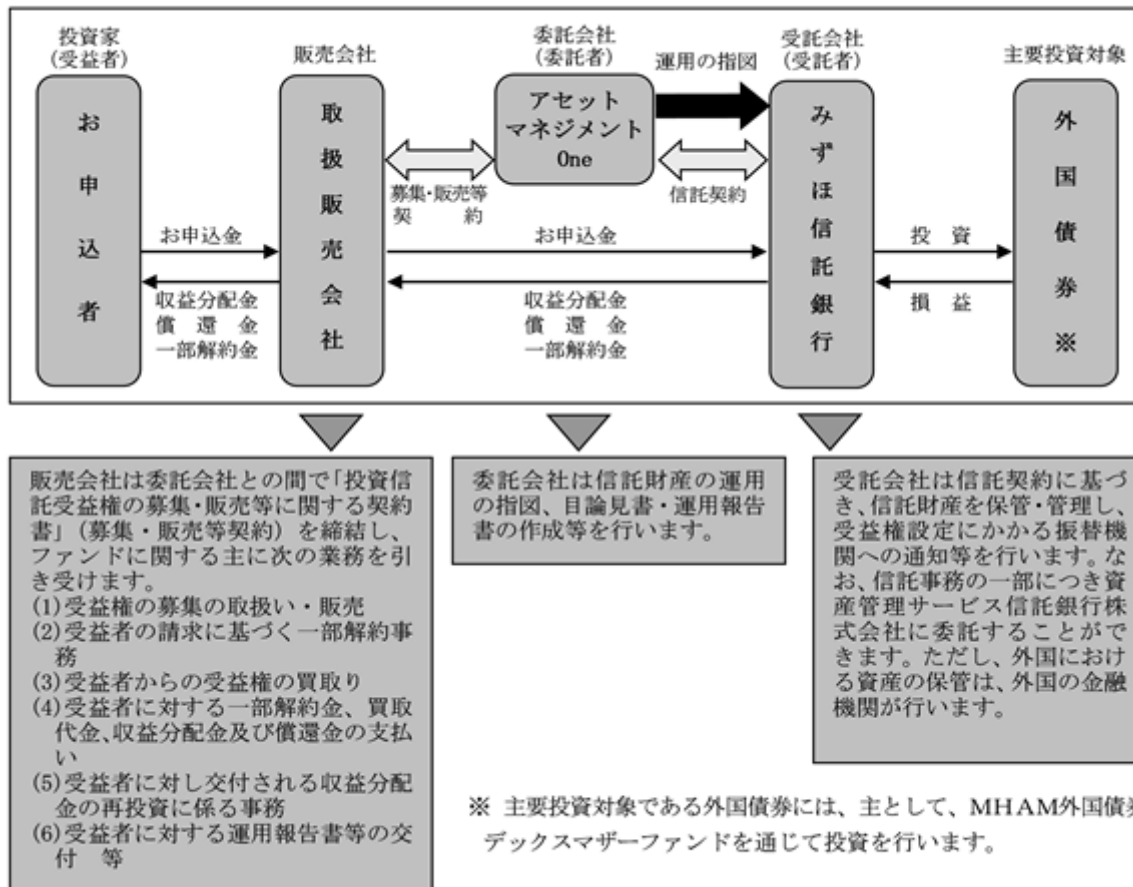 投資家
(受益者)
販売会社
委託会社
(委託者)
運用の指図
受託会社
(受託者)
主要投資対象
お申込者
取扱販売会社
アセット
マネジメント
One
みずほ信託銀行
外国債券※
募集・販売等
契約
信託契約
お申込金
収益分配金
償還金
一部解約金
お申込金
収益分配金
償還金
一部解約金
投資
損益
販売会社は委託会社との間で「投資信
託受益権の募集・販売等に関する契約
書」（募集・販売等契約）を締結し、
ファンドに関する主に次の業務を引
き受けます。
(1)受益権の募集の取扱い・販売
(2)受益者の請求に基づく一部解約事
務
(3)受益者からの受益権の買取り
(4)受益者に対する一部解約金、買取
代金、収益分配金及び償還金の支払
い
(5)受益者に対し交付される収益分配
金の再投資に係る事務
(6)受益者に対する運用報告書等の交
付 等
委託会社は信託財産の運用
の指図、目論見書・運用報告
書の作成等を行います。
受託会社は信託契約に基づ
き、信託財産を保管・管理し、
受益権設定にかかる振替機
関への通知等を行います。な
お、信託事務の一部につき資
産管理サービス信託銀行株
式会社に委託することがで
きます。ただし、外国におけ
る資産の保管は、外国の金融
機関が行います。
※ 主要投資対象である外国債券には、主として、MHAM外国債
デックスマザーファンドを通じて投資を行います。